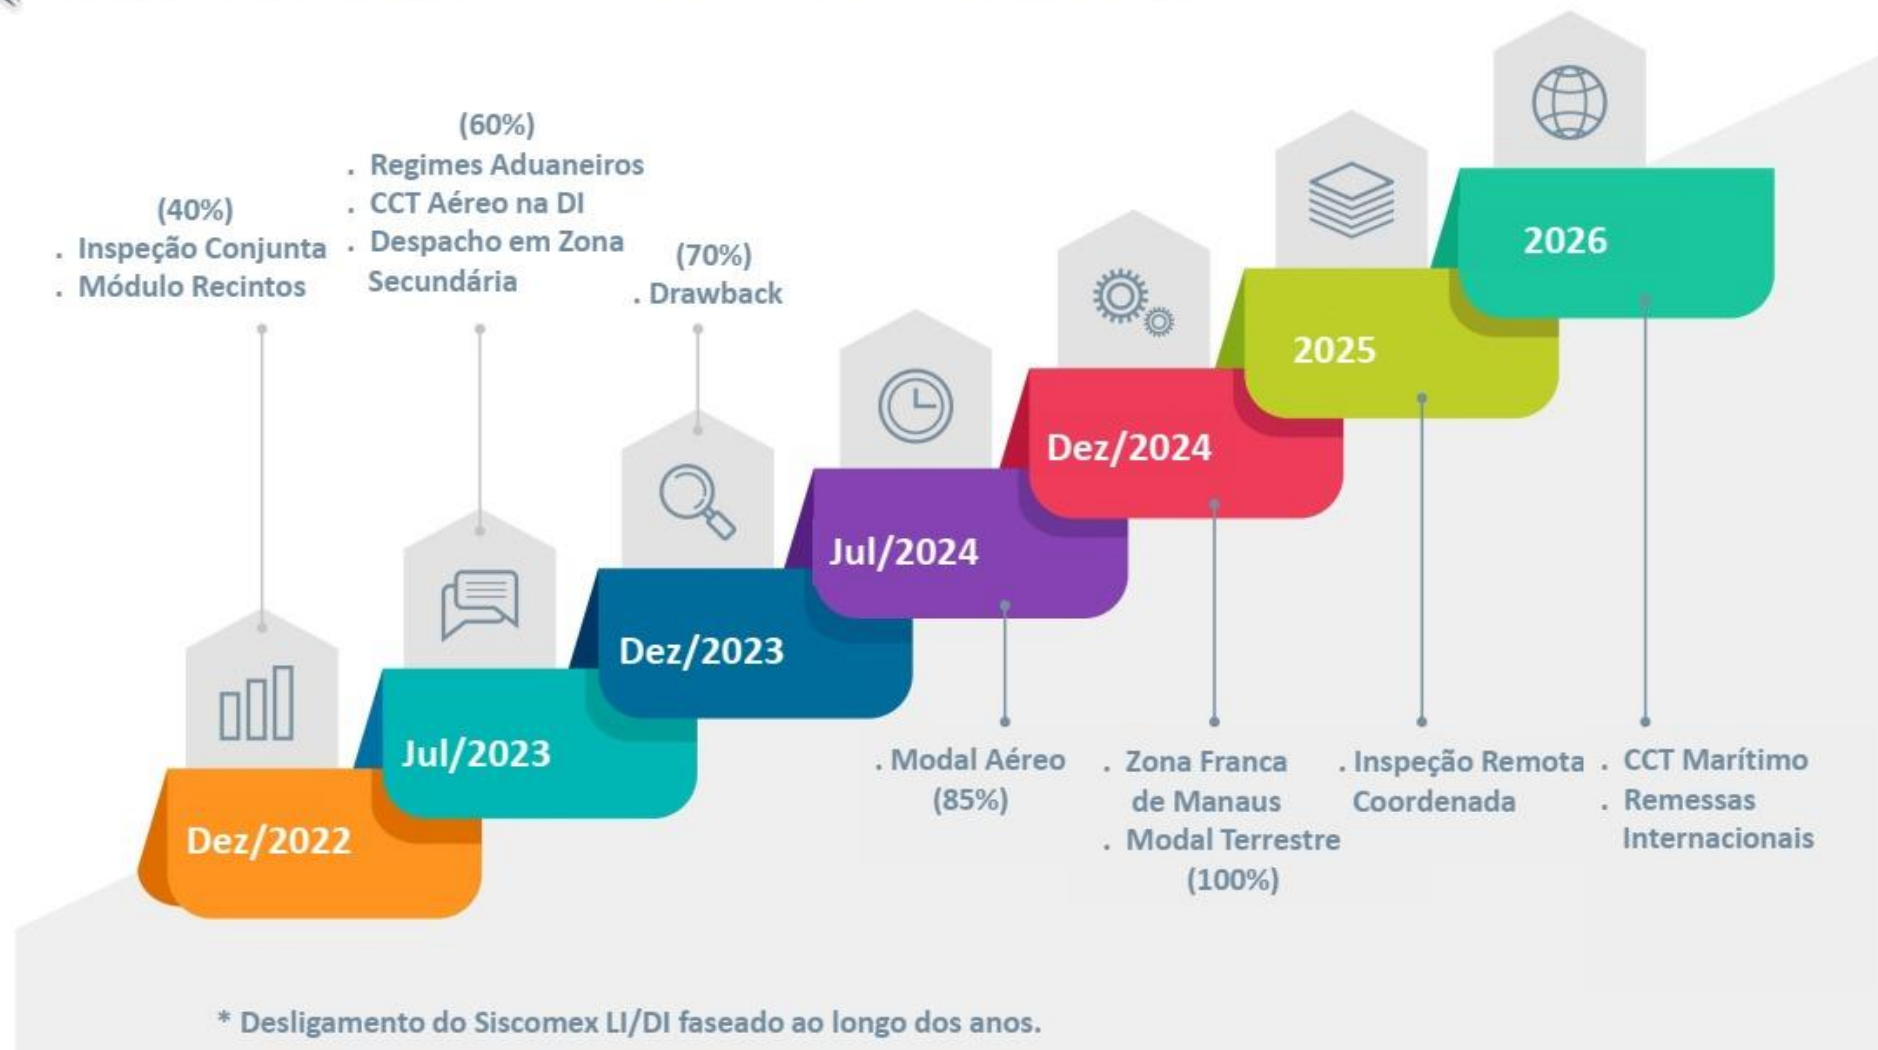 (40%)
. Inspeção Conjunta
. Módulo Recintos
(60%)
. Regimes Aduaneiros
. CCT Aéreo na DI
. Despacho em Zona
Secundária
(70%)
. Drawback
Dez/2022
Jul/2023
Dez/2023
Jul/2024
Dez/2024
2025
2026
. Modal Aéreo
(85%)
. Zona Franca
de Manaus
. Modal Terrestre
(100%)
. Inspeção Remota
Coordenada
. CCT Marítimo
. Remessas
Internacionais
* Desligamento do Siscomex LI/DI faseado ao longo dos anos.